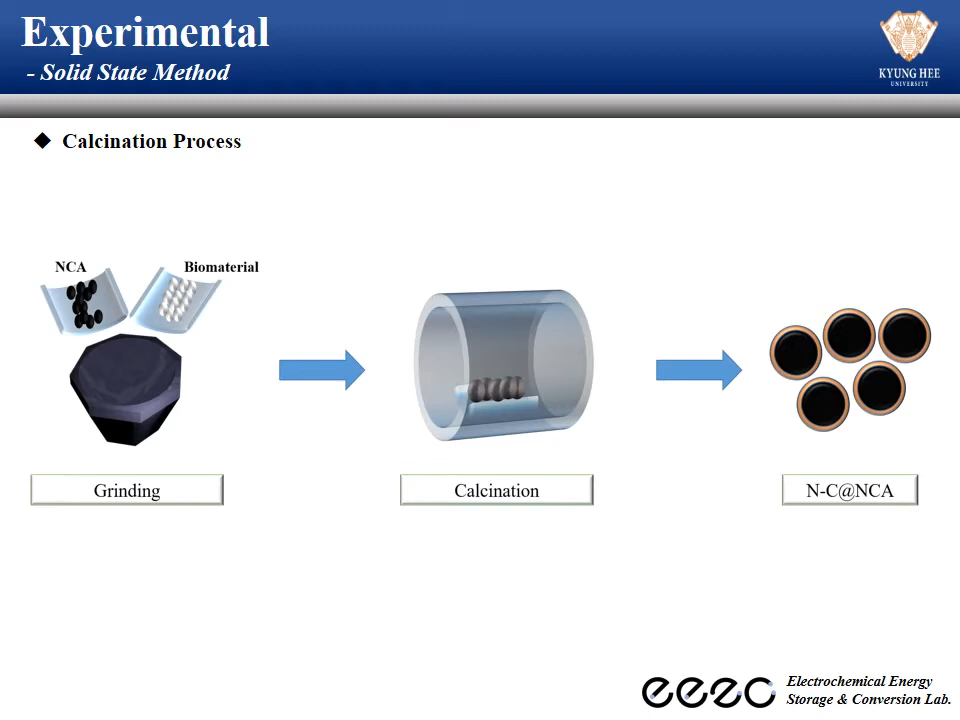 Experimental
- Solid State Method
KYUNG HEE
UNIVERSITY
◆ Calcination Process
NCA
Biomaterial
Grinding
Calcination
N-C@NCA
eezc
Electrochemical Energy
Storage & Conversion Lab.